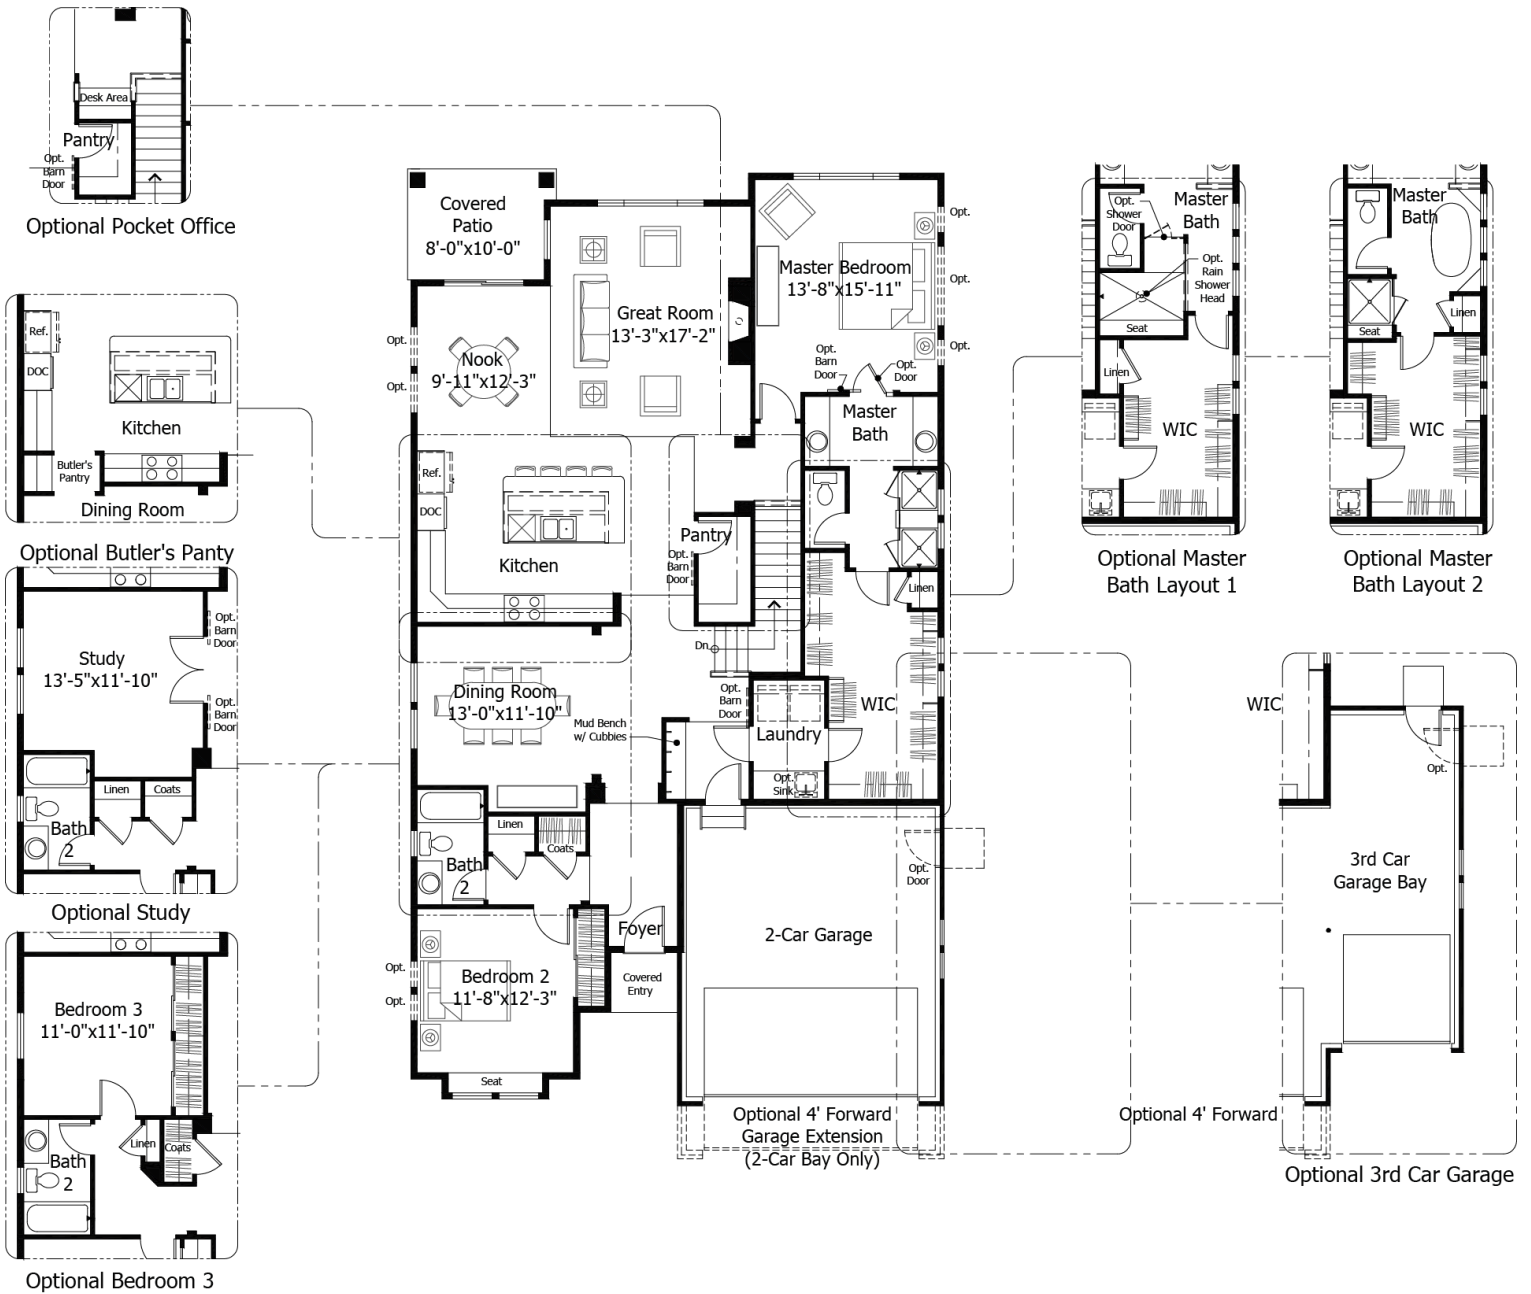 Desk Area
Pantry
Opt.
Barn
Door
Optional Pocket Office
Ref.
DOC
Kitchen
Butler's
Pantry
Dining Room
Optional Butler's Panty
Opt.
Barn
Door
Study
13'-5"x11'-10"
Opt.
Barn
Door
Linen
Coats
Bath
2
Optional Study
Bedroom 3
11'-0"x11'-10"
Linen
Coats
Bath
2
Optional Bedroom 3
Covered
Patio
8'-0"x10'-0"
Great Room
13'-3"x17'-2"
Master Bedroom
13'-8"x15'-11"
Opt.
Opt.
Opt.
Opt.
Opt.
Nook
9'-11"x12'-3"
Opt.
Barn
Door
Opt.
Door
Master
Bath
Ref.
DOC
Kitchen
Pantry
Opt.
Barn
Door
Linen
Dn.
Dining Room
13'-0"x11'-10"
Mud Bench
w/ Cubbies
Opt.
Barn
Door
WIC
Laundry
Opt.
Sink
Linen
Coats
Bath
2
Opt.
Door
Foyer
2-Car Garage
Covered
Entry
Opt.
Opt.
Bedroom 2
11'-8"x12'-3"
Seat
Optional 4' Forward
Garage Extension
(2-Car Bay Only)
Opt.
Shower
Door
Master
Bath
Opt.
Rain
Shower
Head
Seat
Linen
WIC
Optional Master
Bath Layout 1
Master
Bath
Linen
Seat
WIC
Optional Master
Bath Layout 2
WIC
Opt.
3rd Car
Garage Bay
Optional 4' Forward
Optional 3rd Car Garage